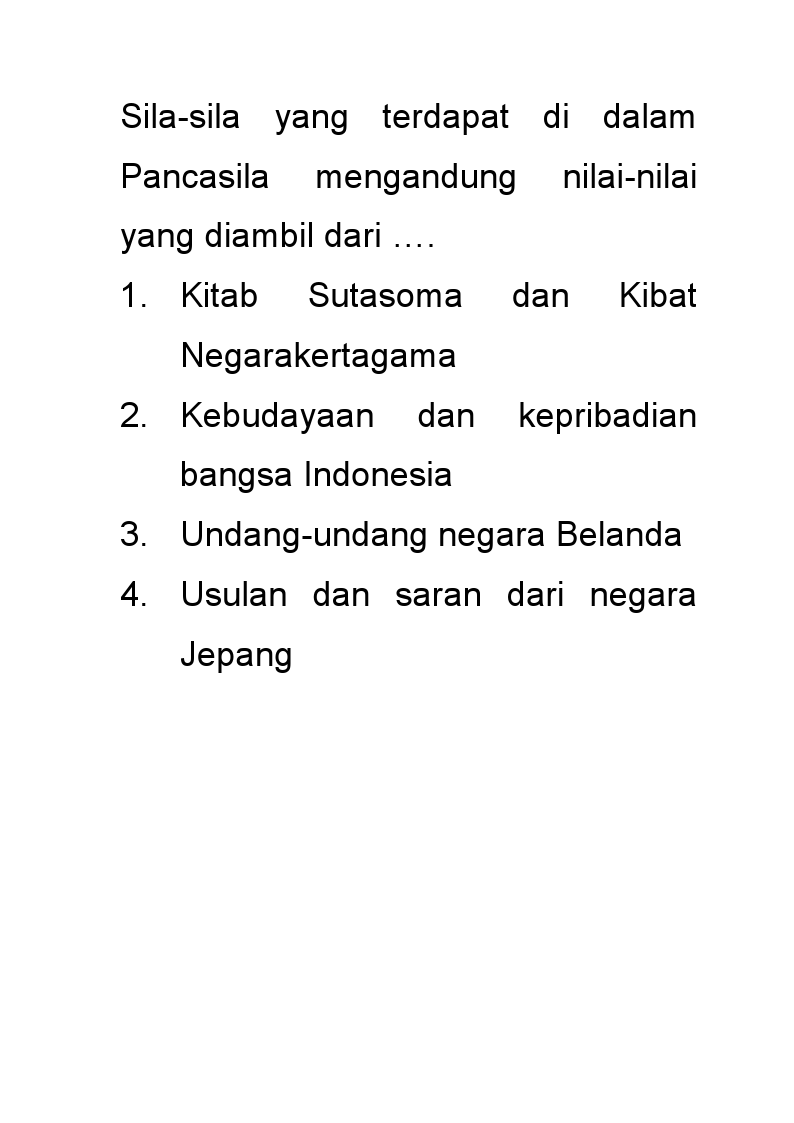 Sila-sila yang terdapat di dalam
Pancasila mengandung nilai-nilai
yang diambil dari ….
1. Kitab Sutasoma dan Kibat
Negarakertagama
2. Kebudayaan dan kepribadian
bangsa Indonesia
3. Undang-undang negara Belanda
4. Usulan dan saran dari negara
Jepang